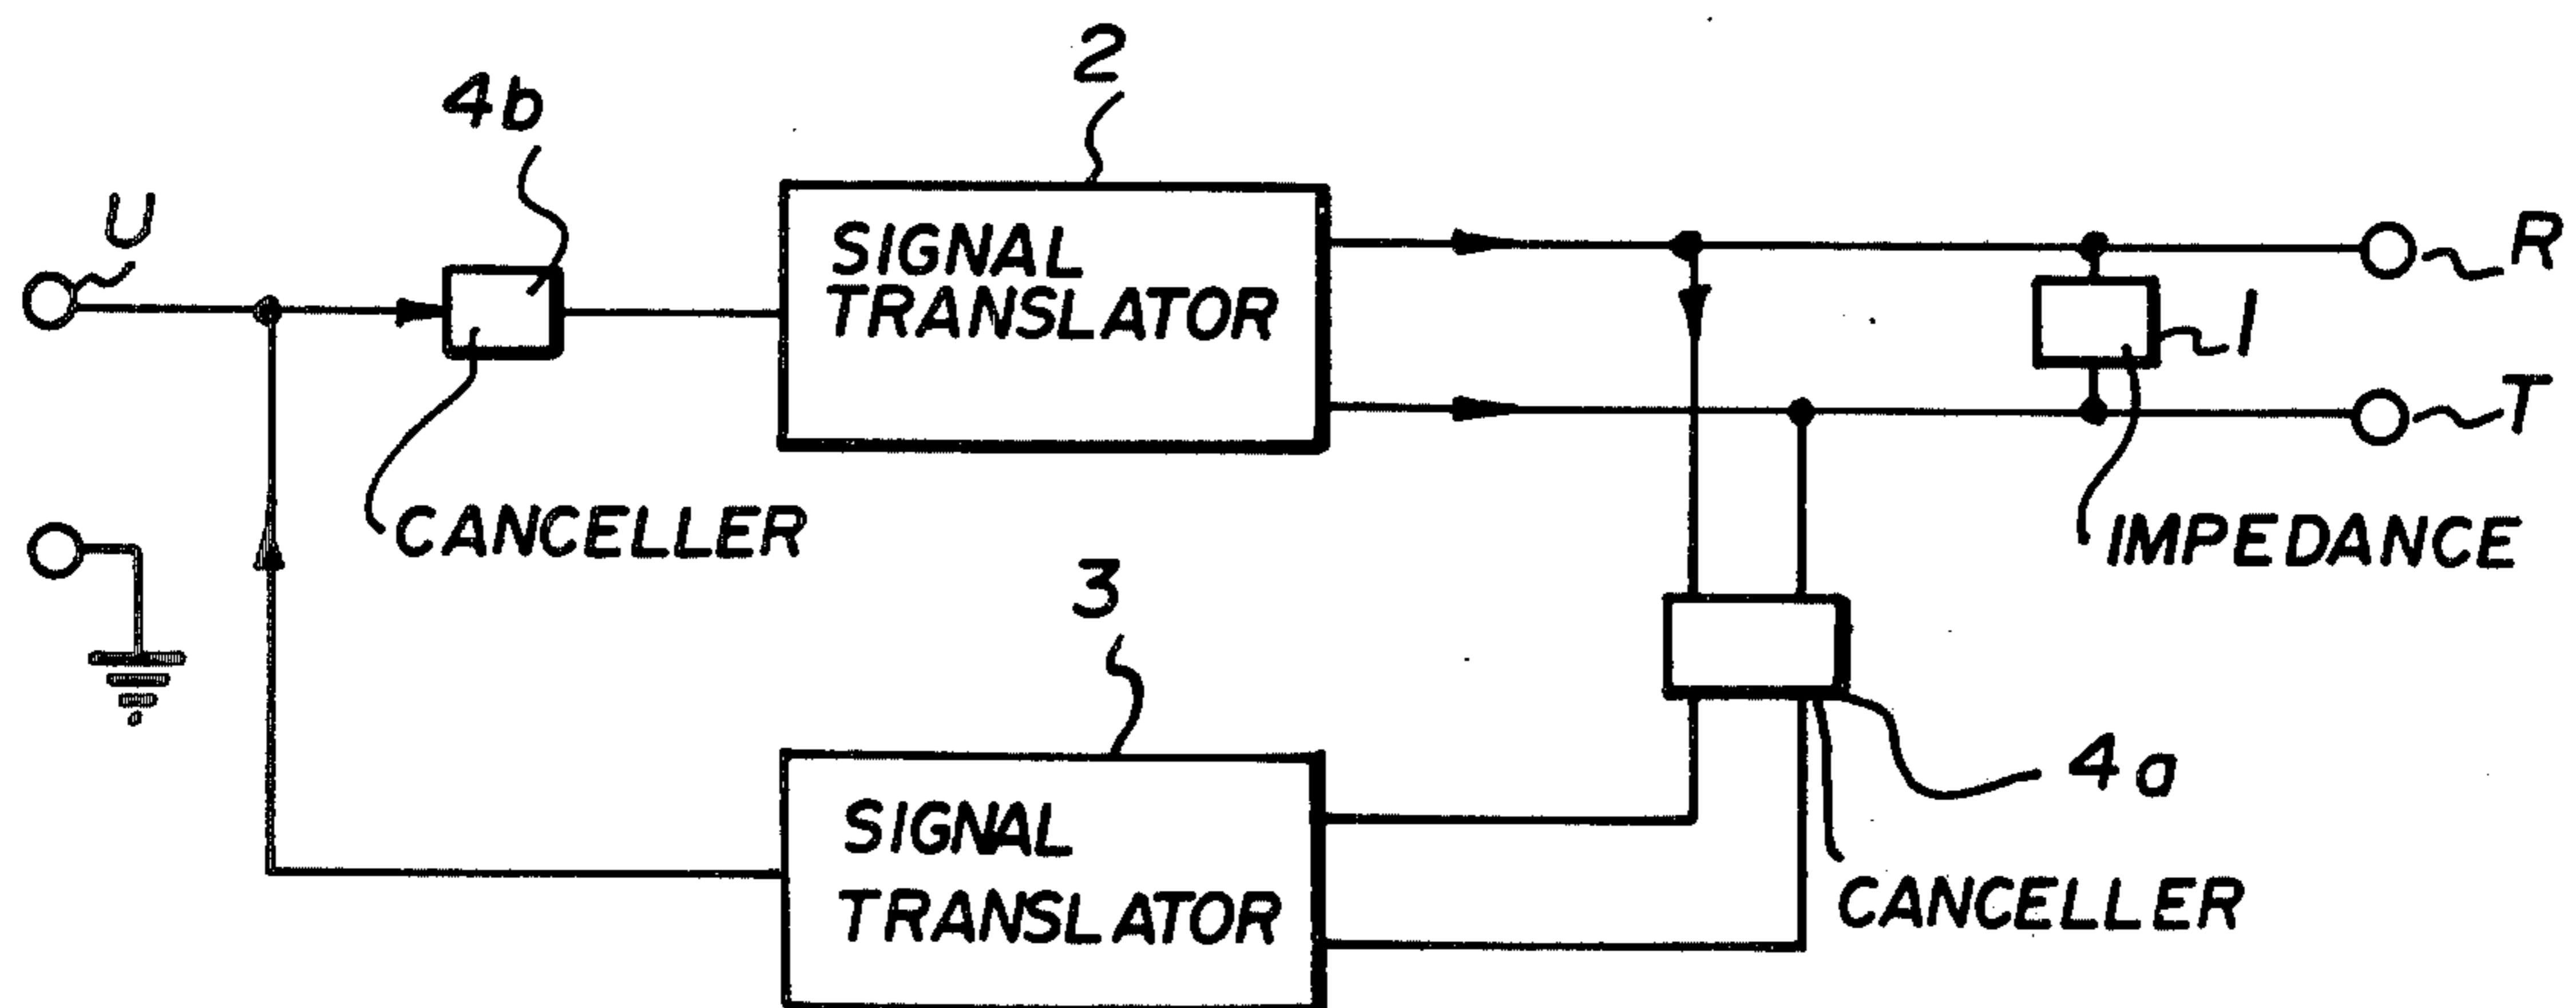 2
4b
U
SIGNAL
TRANSLATOR
R
1
T
CANCELLER
IMPEDANCE
3
4a
SIGNAL
TRANSLATOR
CANCELLER